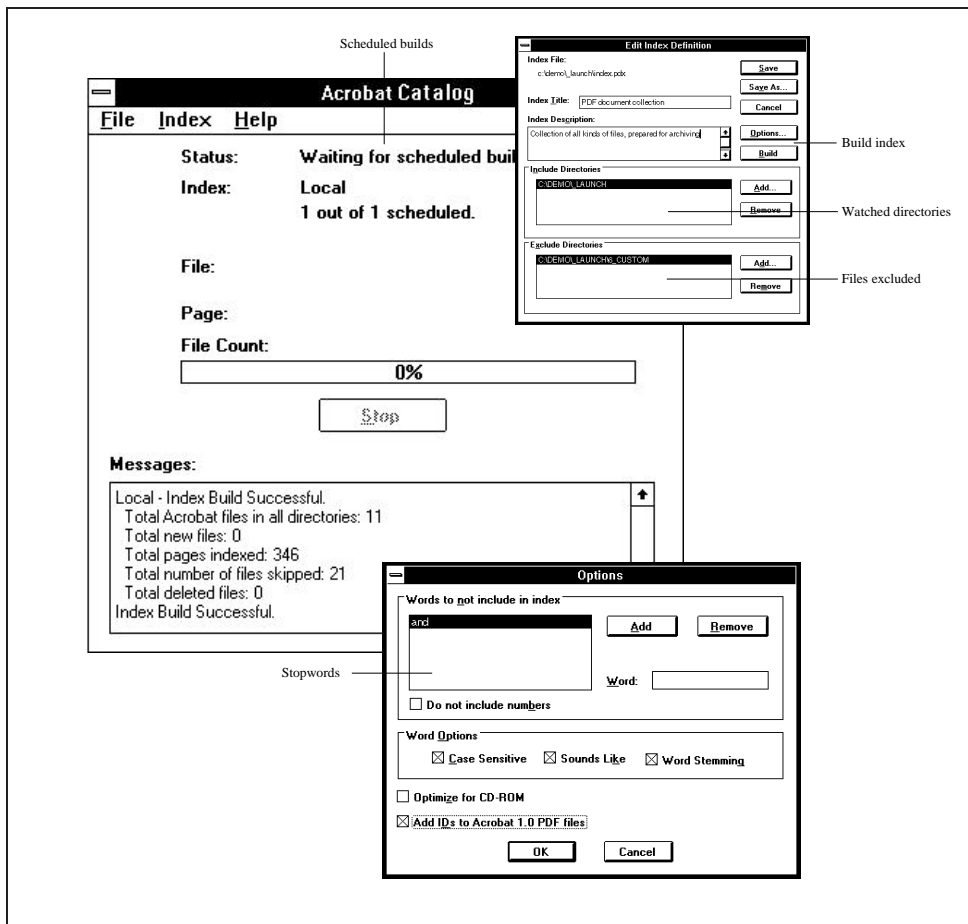 Scheduled builds
Acrobat Catalog
File Index Help
Status: Waiting for scheduled buil
Index: Local
1 out of 1 scheduled.
File:
Page:
File Count:
0%
Stop
Messages:
Local - Index Build Successful.
Total Acrobat files in all directories: 11
Total new files: 0
Total pages indexed: 346
Total number of files skipped: 21
Total deleted files: 0
Index Build Successful.
Edit Index Definition
Index File:
c:\demo\_launch\index.pdx
Save
Save As...
Index Title: PDF document collection
Cancel
Index Description:
Collection of all kinds of files, prepared for archiving
Options...
Build
Build index
Include Directories
C:\DEMO\_LAUNCH
Add...
Remove
Watched directories
Exclude Directories
C:\DEMO\_LAUNCH\6_CUSTOM
Add...
Remove
Files excluded
Options
Words to not include in index
and
Add Remove
Stopwords
Word:
Do not include numbers
Word Options
Case Sensitive Sounds Like Word Stemming
Optimize for CD-ROM
Add IDs to Acrobat 1.0 PDF files
OK Cancel